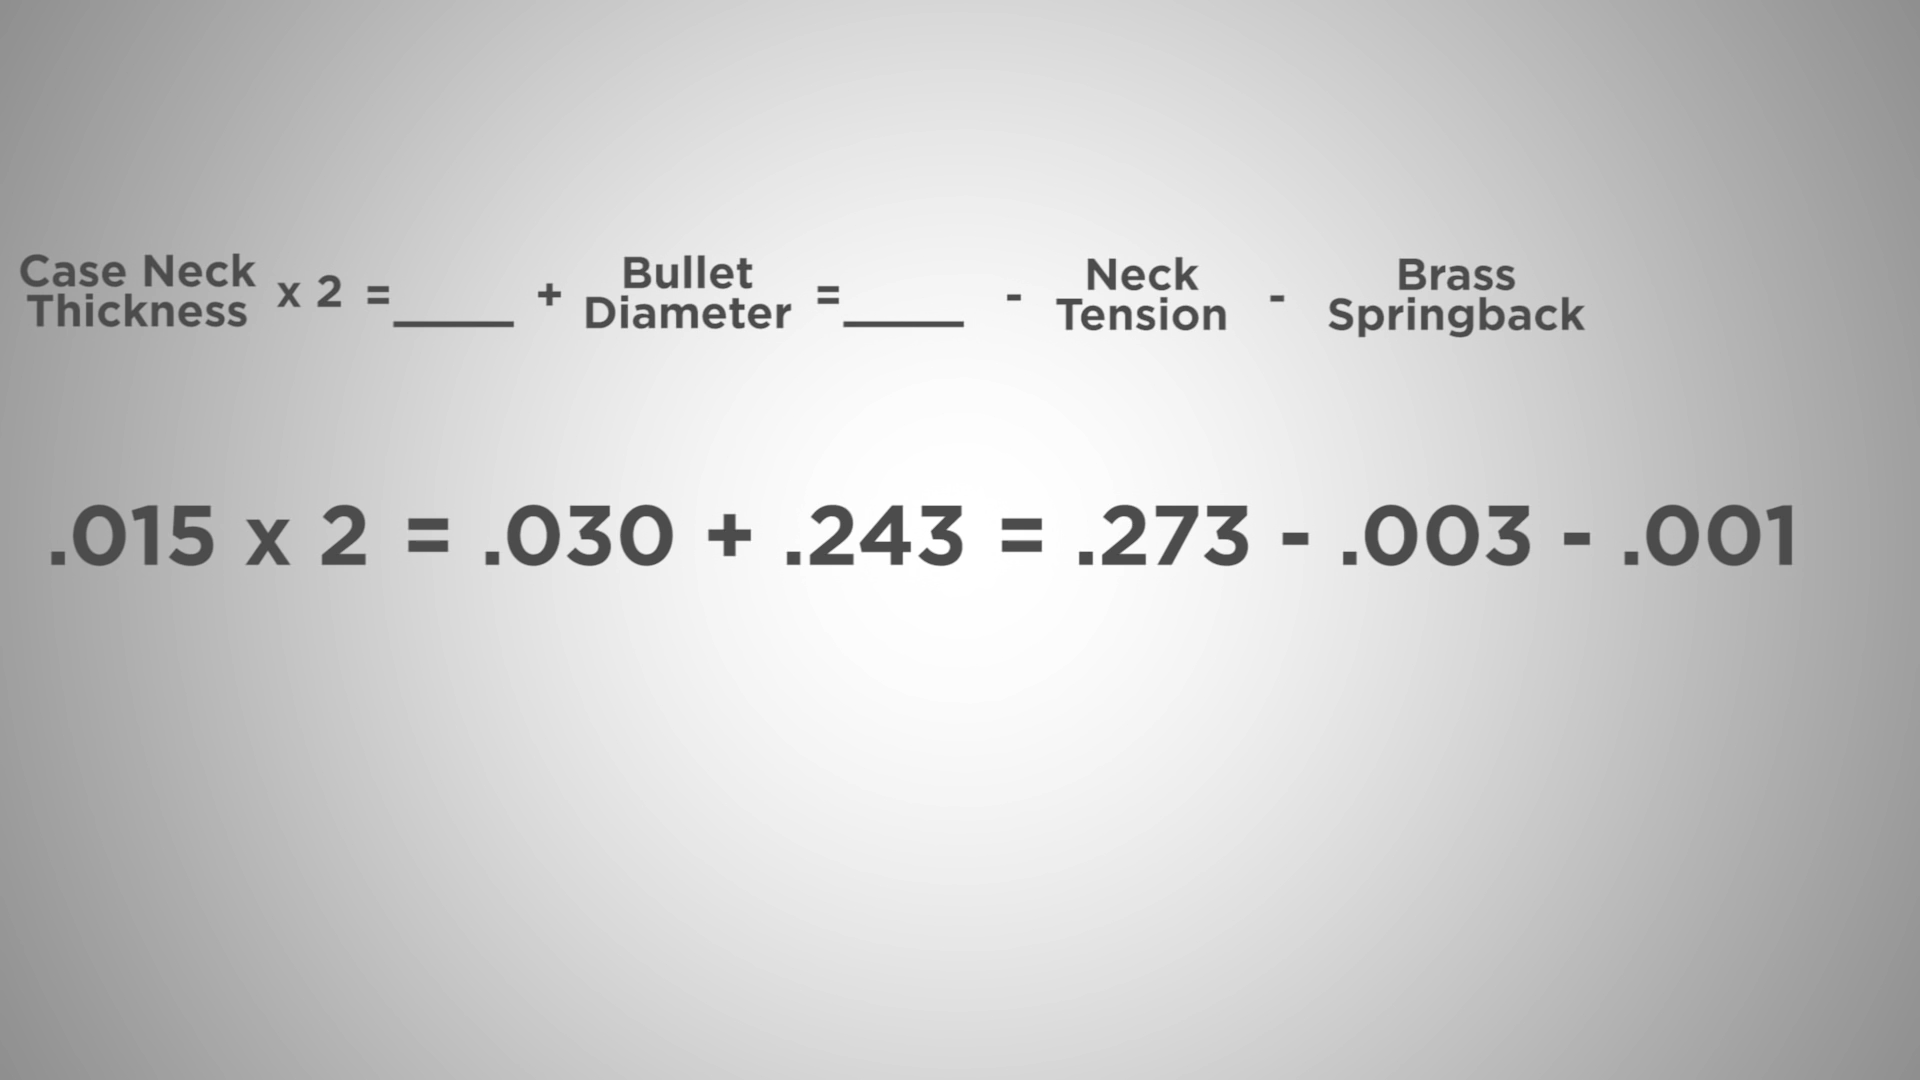 Case Neck Thickness x 2 =_____ + Bullet Diameter =_____ - Neck Tension - Brass Springback
.015 x 2 = .030 + .243 = .273 - .003 - .001